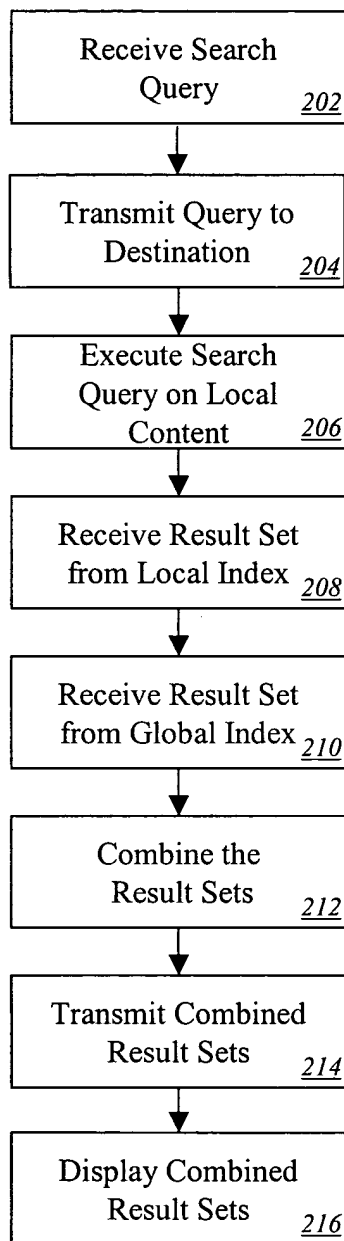 Receive Search
Query
202
Transmit Query to
Destination
204
Execute Search
Query on Local
Content
206
Receive Result Set
from Local Index
208
Receive Result Set
from Global Index
210
Combine the
Result Sets
212
Transmit Combined
Result Sets
214
Display Combined
Result Sets
216